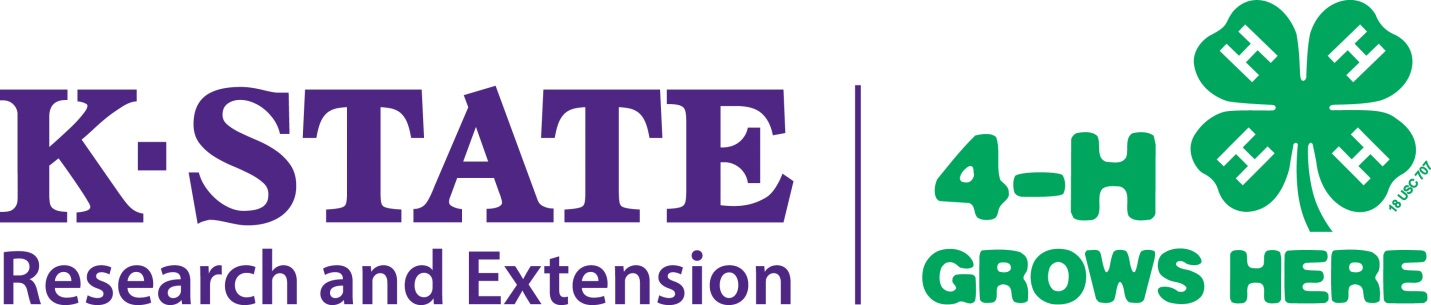 K·STATE
Research and Extension
H H
H H
18 USC 707
4-H
GROWS HERE